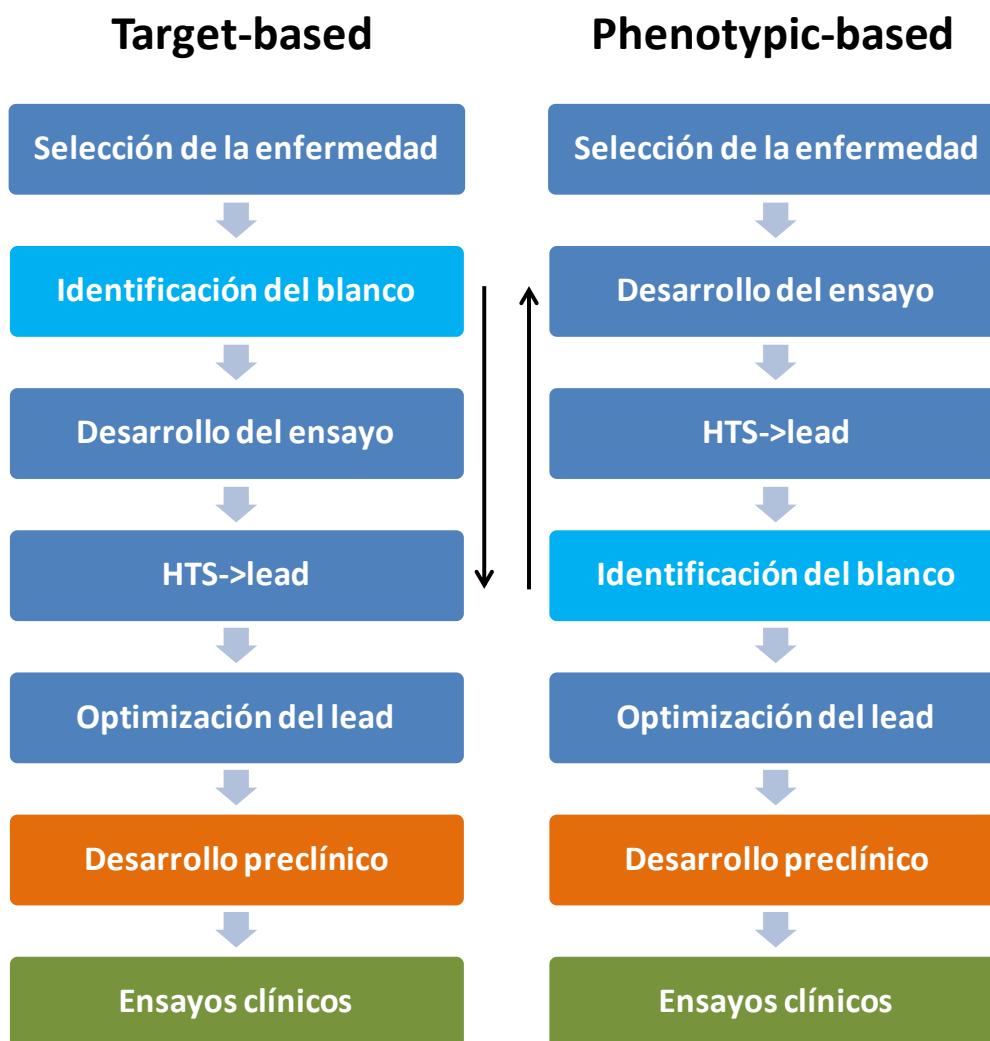 Target-based
Selección de la enfermedad
Identificación del blanco
Desarrollo del ensayo
HTS->lead
Optimización del lead
Desarrollo preclínico
Ensayos clínicos
Phenotypic-based
Selección de la enfermedad
Desarrollo del ensayo
HTS->lead
Identificación del blanco
Optimización del lead
Desarrollo preclínico
Ensayos clínicos